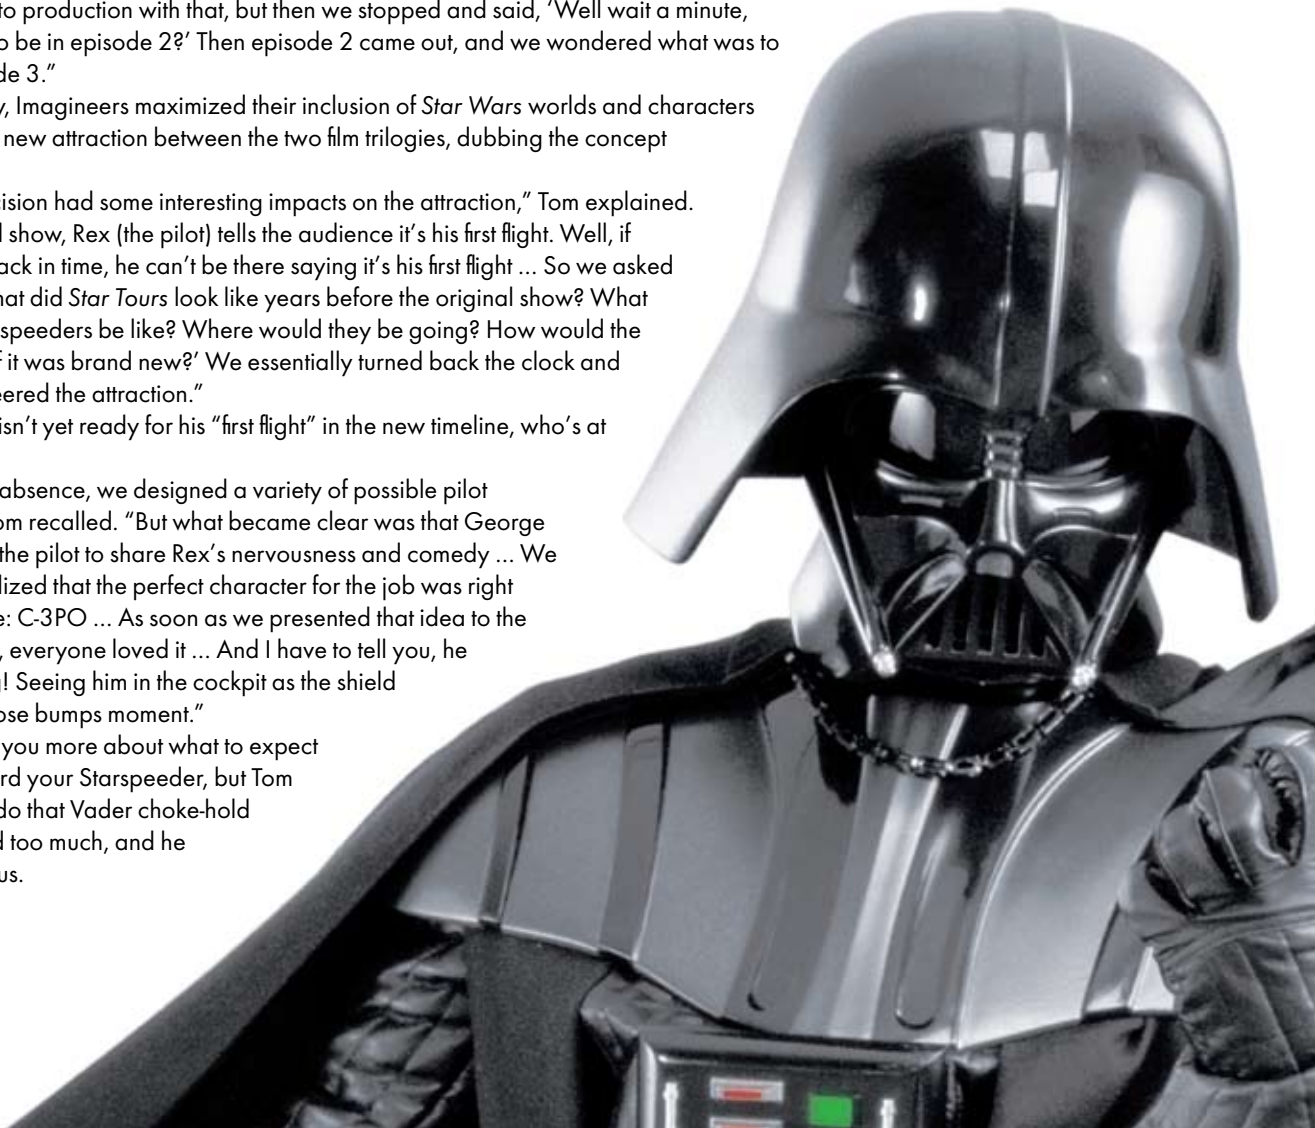 to production with that, but then we stopped and said, ‘Well wait a minute,
o be in episode 2?’ Then episode 2 came out, and we wondered what was to
de 3.”
y, Imagineers maximized their inclusion of Star Wars worlds and characters
new attraction between the two film trilogies, dubbing the concept
cision had some interesting impacts on the attraction,” Tom explained.
l show, Rex (the pilot) tells the audience it’s his first flight. Well, if
ack in time, he can’t be there saying it’s his first flight ... So we asked
hat did Star Tours look like years before the original show? What
speeders be like? Where would they be going? How would the
f it was brand new?’ We essentially turned back the clock and
eered the attraction.”
isn’t yet ready for his “first flight” in the new timeline, who’s at
absence, we designed a variety of possible pilot
om recalled. “But what became clear was that George
the pilot to share Rex’s nervousness and comedy ... We
lized that the perfect character for the job was right
e: C-3PO ... As soon as we presented that idea to the
, everyone loved it ... And I have to tell you, he
g! Seeing him in the cockpit as the shield
ose bumps moment.”
you more about what to expect
rd your Starspeeder, but Tom
do that Vader choke-hold
d too much, and he
us.